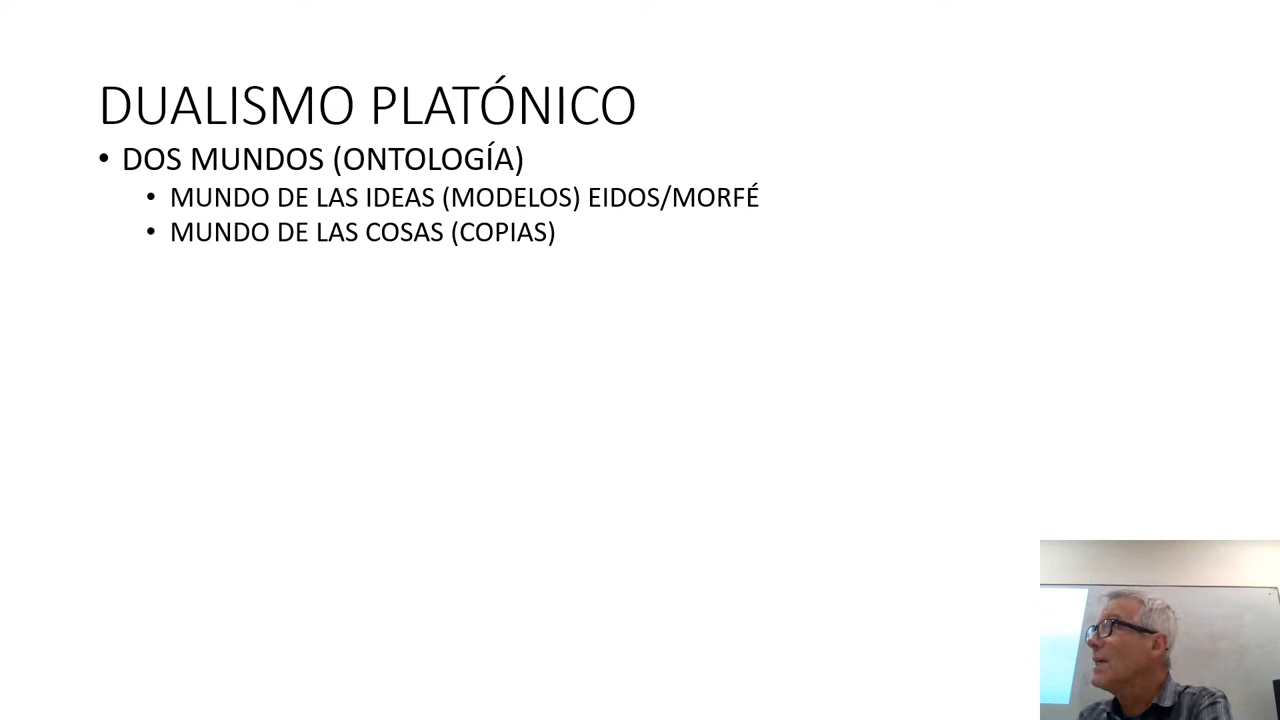 DUALISMO PLATÓNICO
• DOS MUNDOS (ONTOLOGÍA)
• MUNDO DE LAS IDEAS (MODELOS) EIDOS/MORFÉ
• MUNDO DE LAS COSAS (COPIAS)